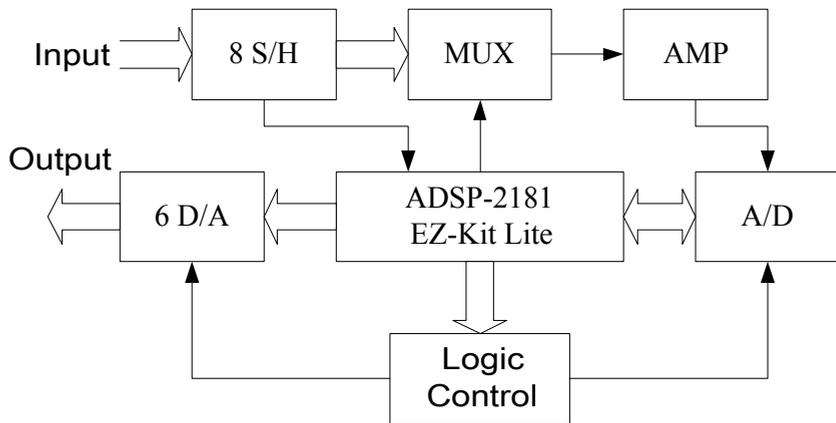 Input
8 S/H
MUX
AMP
Output
6 D/A
ADSP-2181
EZ-Kit Lite
A/D
Logic
Control